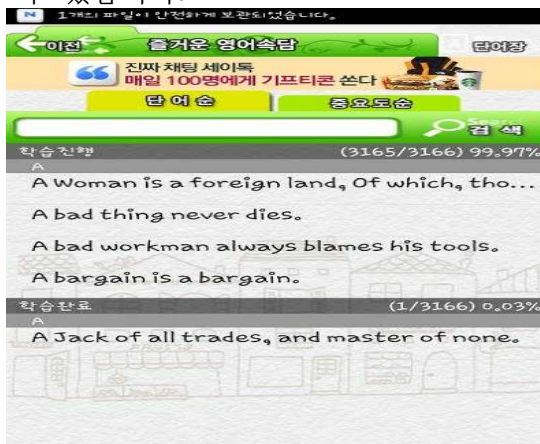 N 1개의 파일이 안전하게 보관되었습니다.
이전 즐거운 영어속담 단어장
진짜 채팅 세이톡
매일 100명에게 기프티콘 쏜다
단어순 중요도순
Search
검색
학습진행 (3165/3166) 99.97%
A
A Woman is a foreign land, Of which, tho...
A bad thing never dies.
A bad workman always blames his tools.
A bargain is a bargain.
학습완료 (1/3166) 0.03%
A
A Jack of all trades, and master of none.